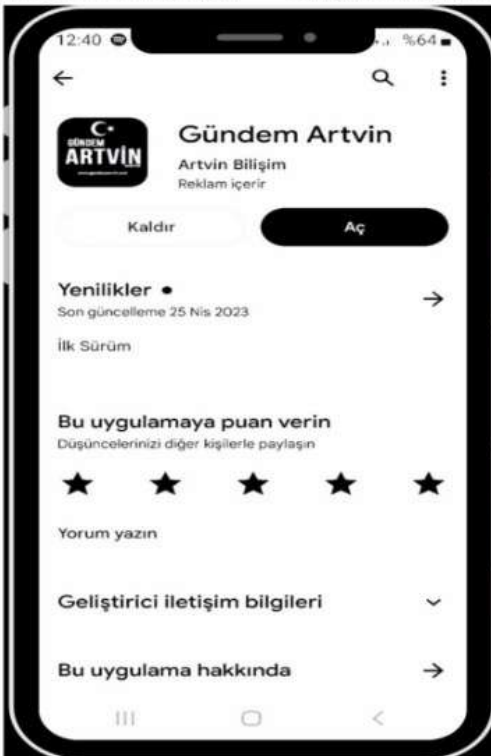 12:40
%64
GÜNDEM
ARTVİN
Gündem Artvin
Artvin Bilişim
Reklam içerir
Kaldır
Aç
Yenilikler
Son güncelleme 25 Nis 2023
İlk Sürüm
Bu uygulamaya puan verin
Düşüncelerinizi diğer kişilerle paylaşın
Yorum yazın
Geliştirici iletişim bilgileri
Bu uygulama hakkında